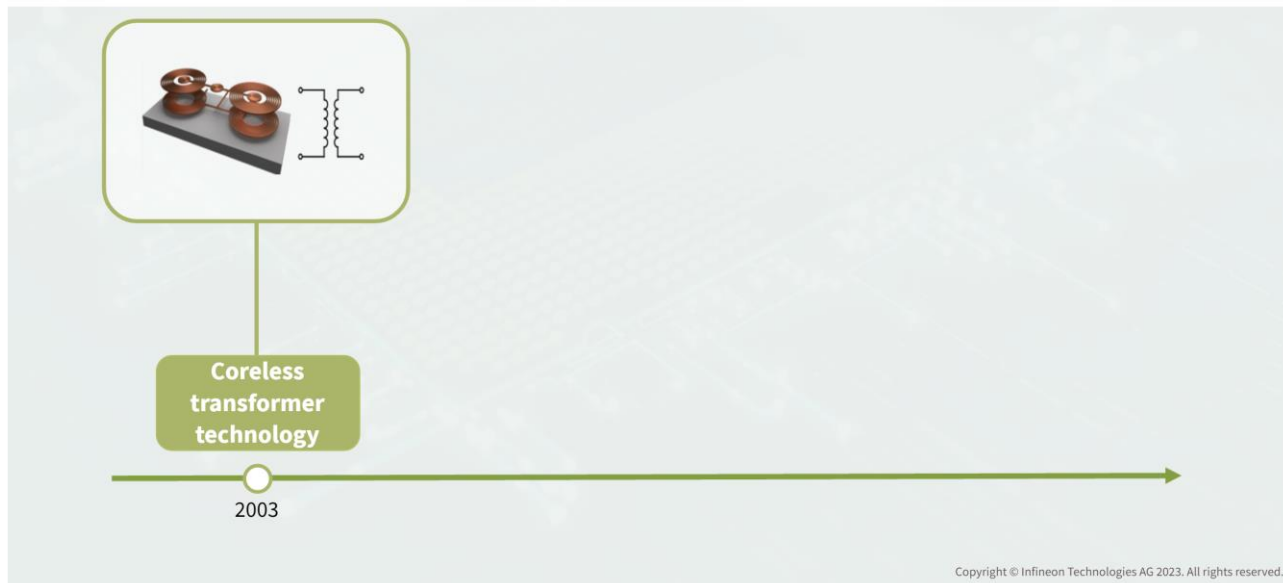 Coreless
transformer
technology
2003
Copyright © Infineon Technologies AG 2023. All rights reserved.